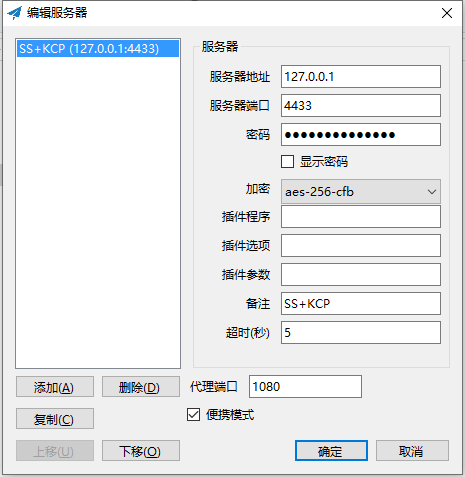 编辑服务器
SS+KCP (127.0.0.1:4433)
服务器
服务器地址 127.0.0.1
服务器端口 4433
密码 ●●●●●●●●●●●●●●
显示密码
加密 aes-256-cfb
插件程序
插件选项
插件参数
备注 SS+KCP
超时(秒) 5
添加(A) 删除(D) 代理端口 1080
复制(C) 便携模式
上移(U) 下移(O) 确定 取消